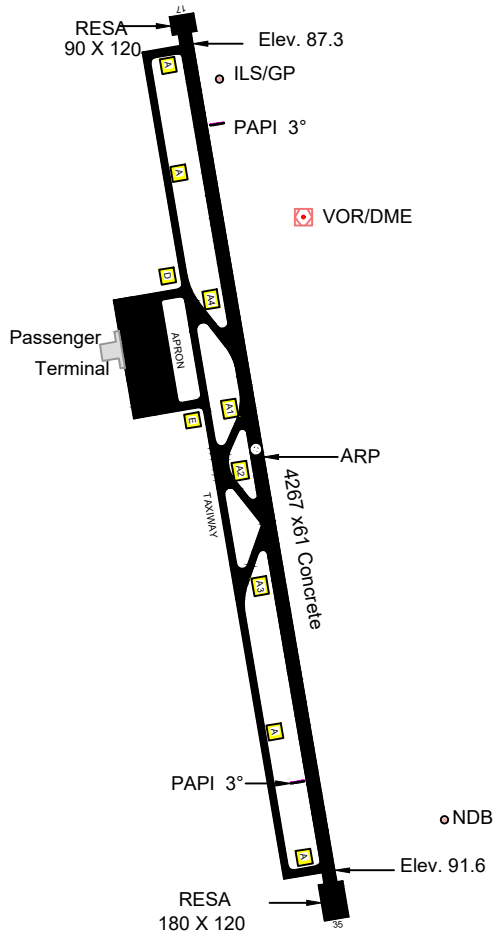 17
RESA
90 X 120
Elev. 87.3
A
ILS/GP
PAPI 3°
A
VOR/DME
D
A4
Passenger
Terminal
APRON
A1
E
ARP
A2
4267 x61 Concrete
TAXIWAY
A3
A
PAPI 3°
NDB
A
Elev. 91.6
RESA
180 X 120
35